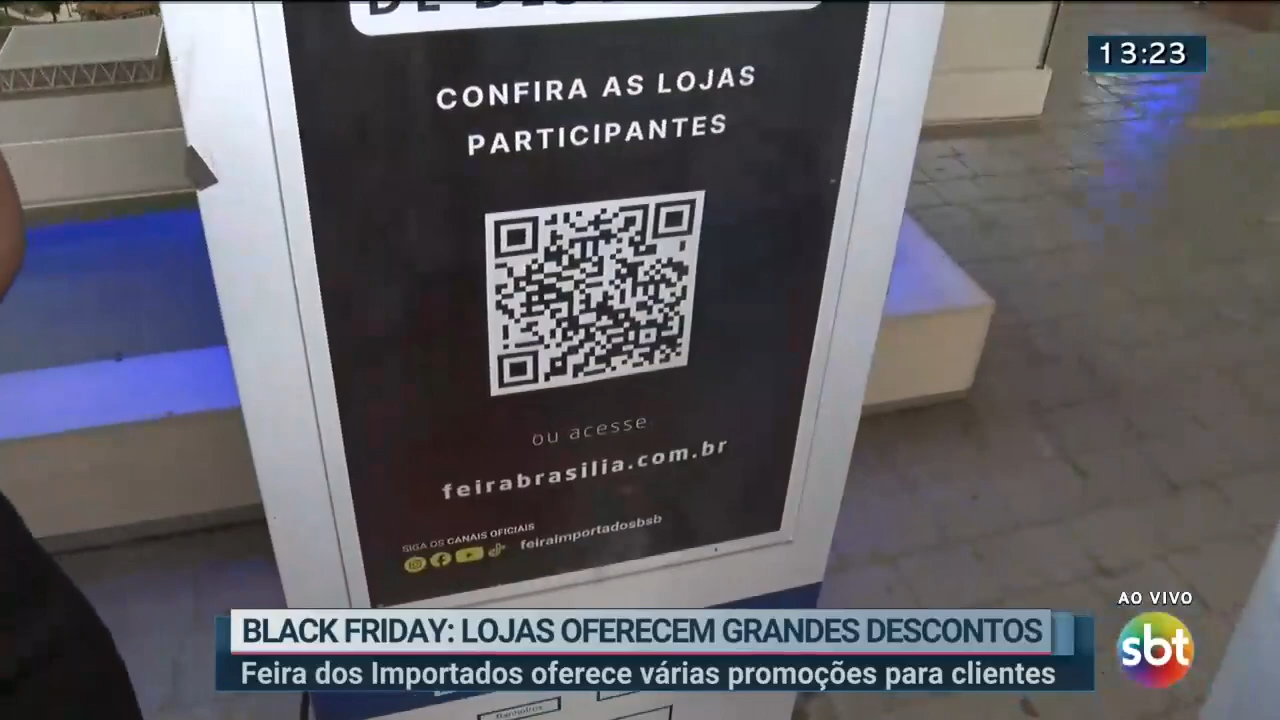 13:23
CONFIRA AS LOJAS
PARTICIPANTES
ou acesse
feirabrasilia.com.br
SIGA OS CANAIS OFICIAIS
feiraimportadosbsb
AO VIVO
sbt
BLACK FRIDAY: LOJAS OFERECEM GRANDES DESCONTOS
Feira dos Importados oferece várias promoções para clientes
Banheiros